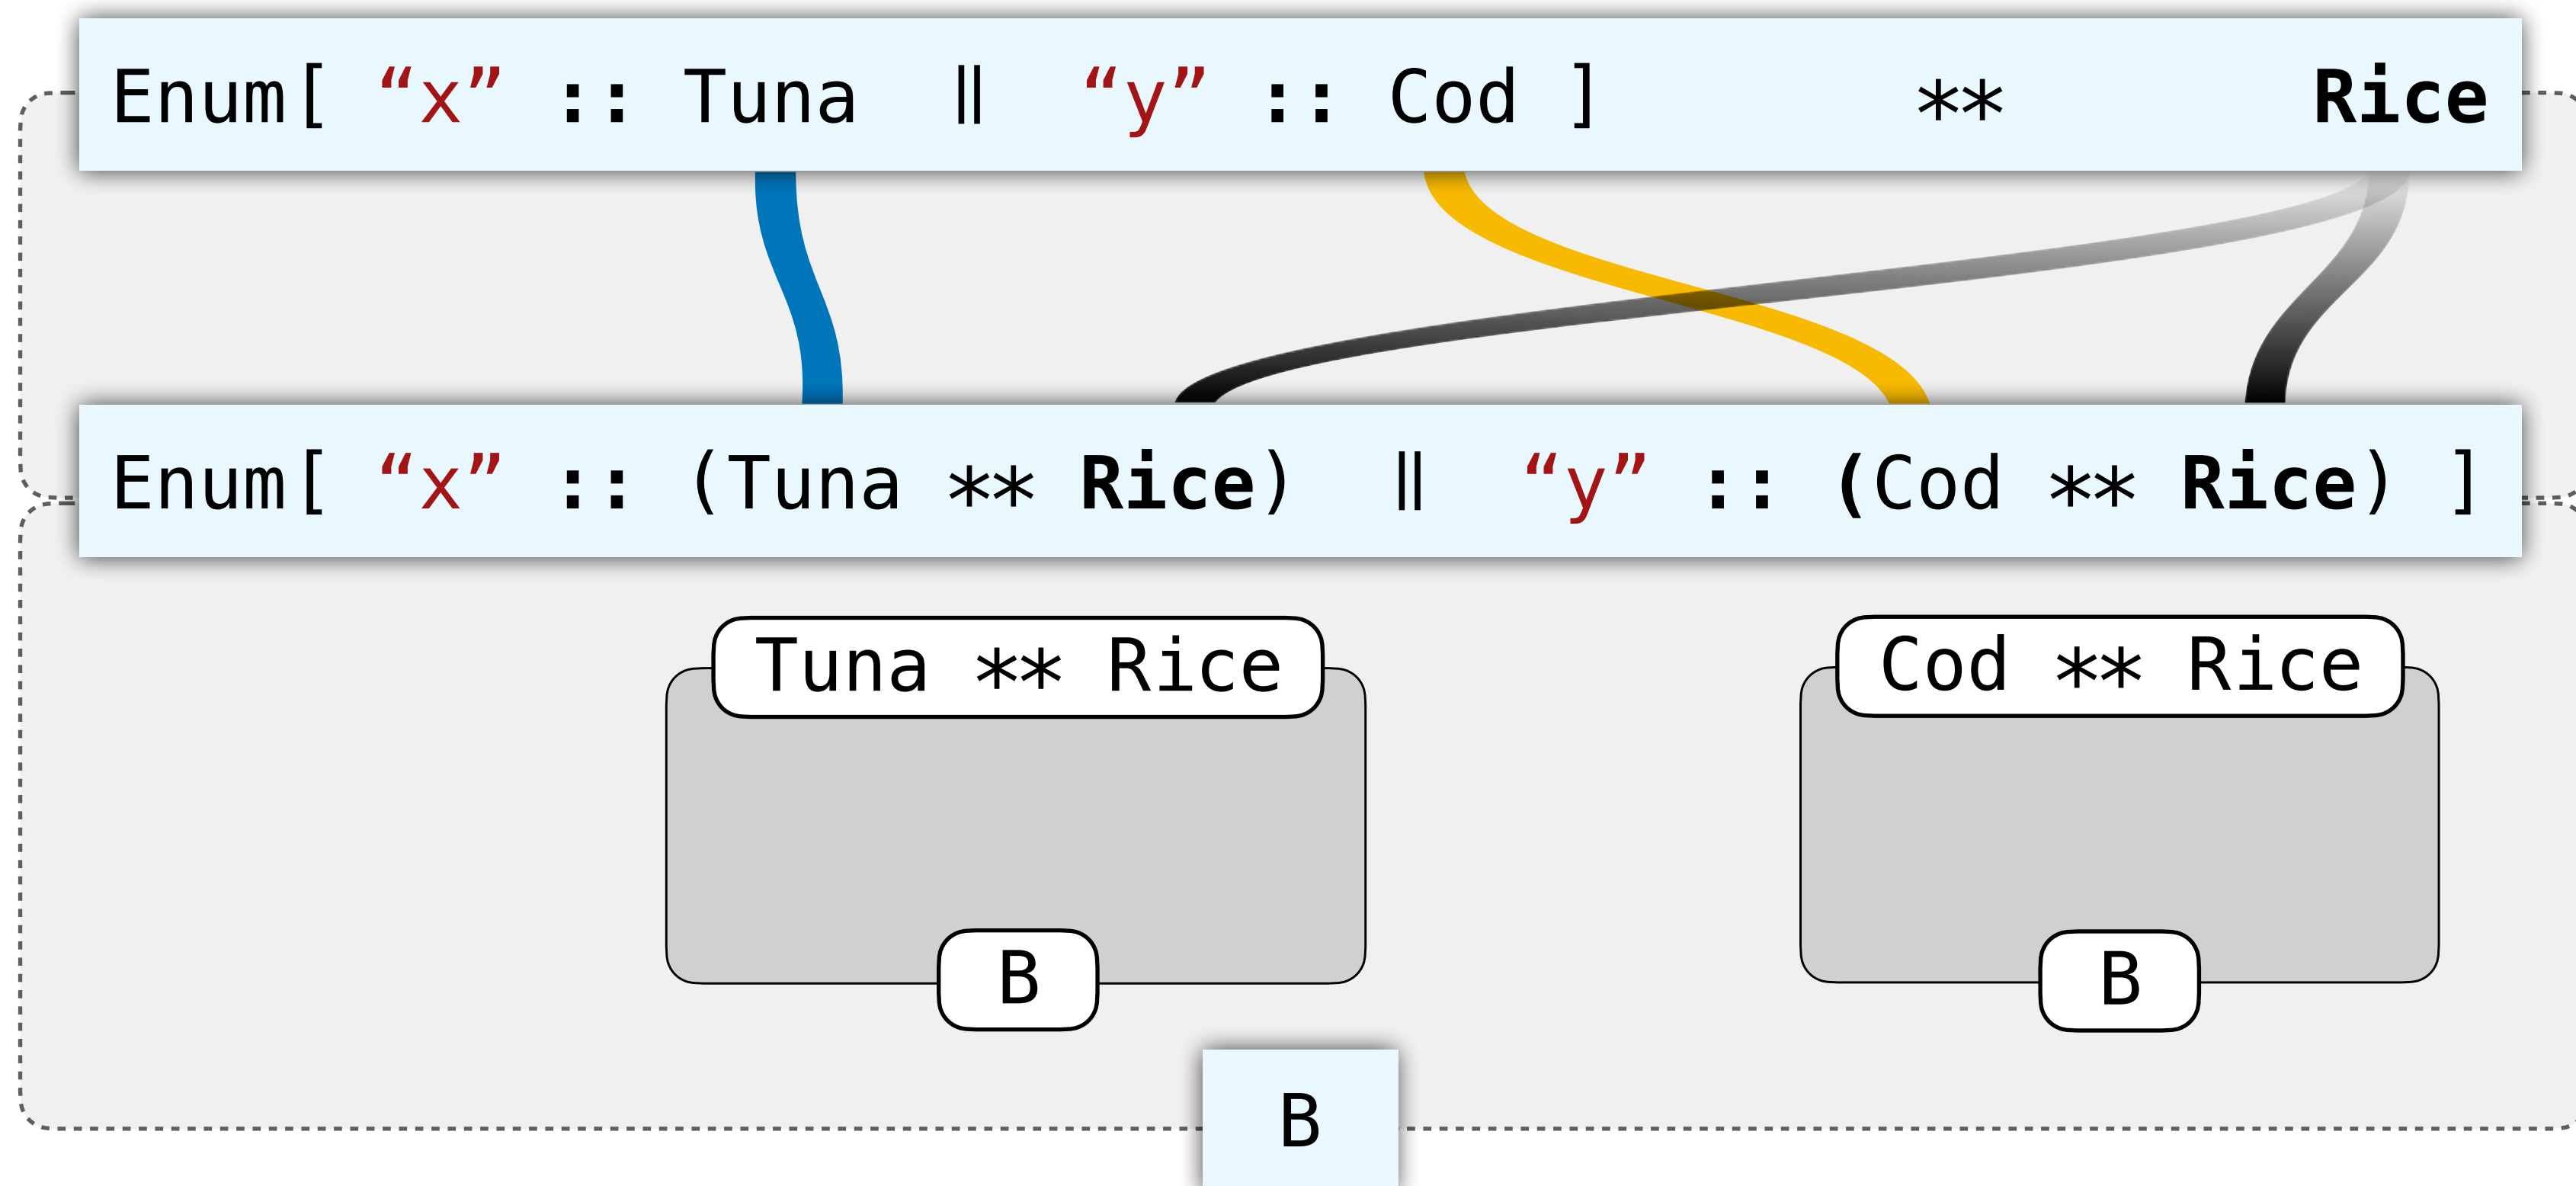 Enum[ “x” :: Tuna || “y” :: Cod ] ** Rice
Enum[ “x” :: (Tuna ** Rice) || “y” :: (Cod ** Rice) ]
Tuna ** Rice Cod ** Rice
B B
B